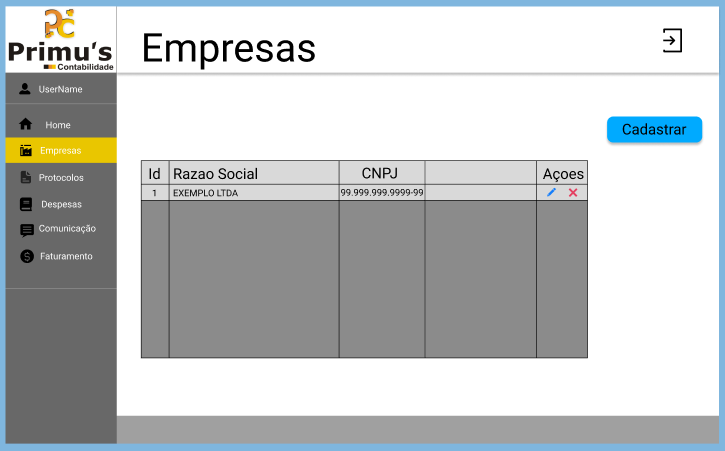 Primu's
Contabilidade
Empresas
UserName
Home
Empresas
Protocolos
Despesas
Comunicação
Faturamento
Cadastrar
Id Razao Social CNPJ Açoes
1 EXEMPLO LTDA 99.999.999.9999-99